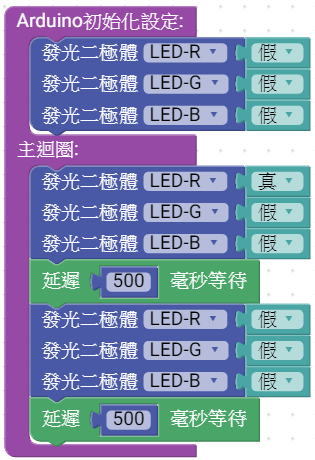 Arduino初始化設定:
發光二極體 LED-R 假
發光二極體 LED-G 假
發光二極體 LED-B 假
主迴圈:
發光二極體 LED-R 真
發光二極體 LED-G 假
發光二極體 LED-B 假
延遲 500 毫秒等待
發光二極體 LED-R 假
發光二極體 LED-G 假
發光二極體 LED-B 假
延遲 500 毫秒等待